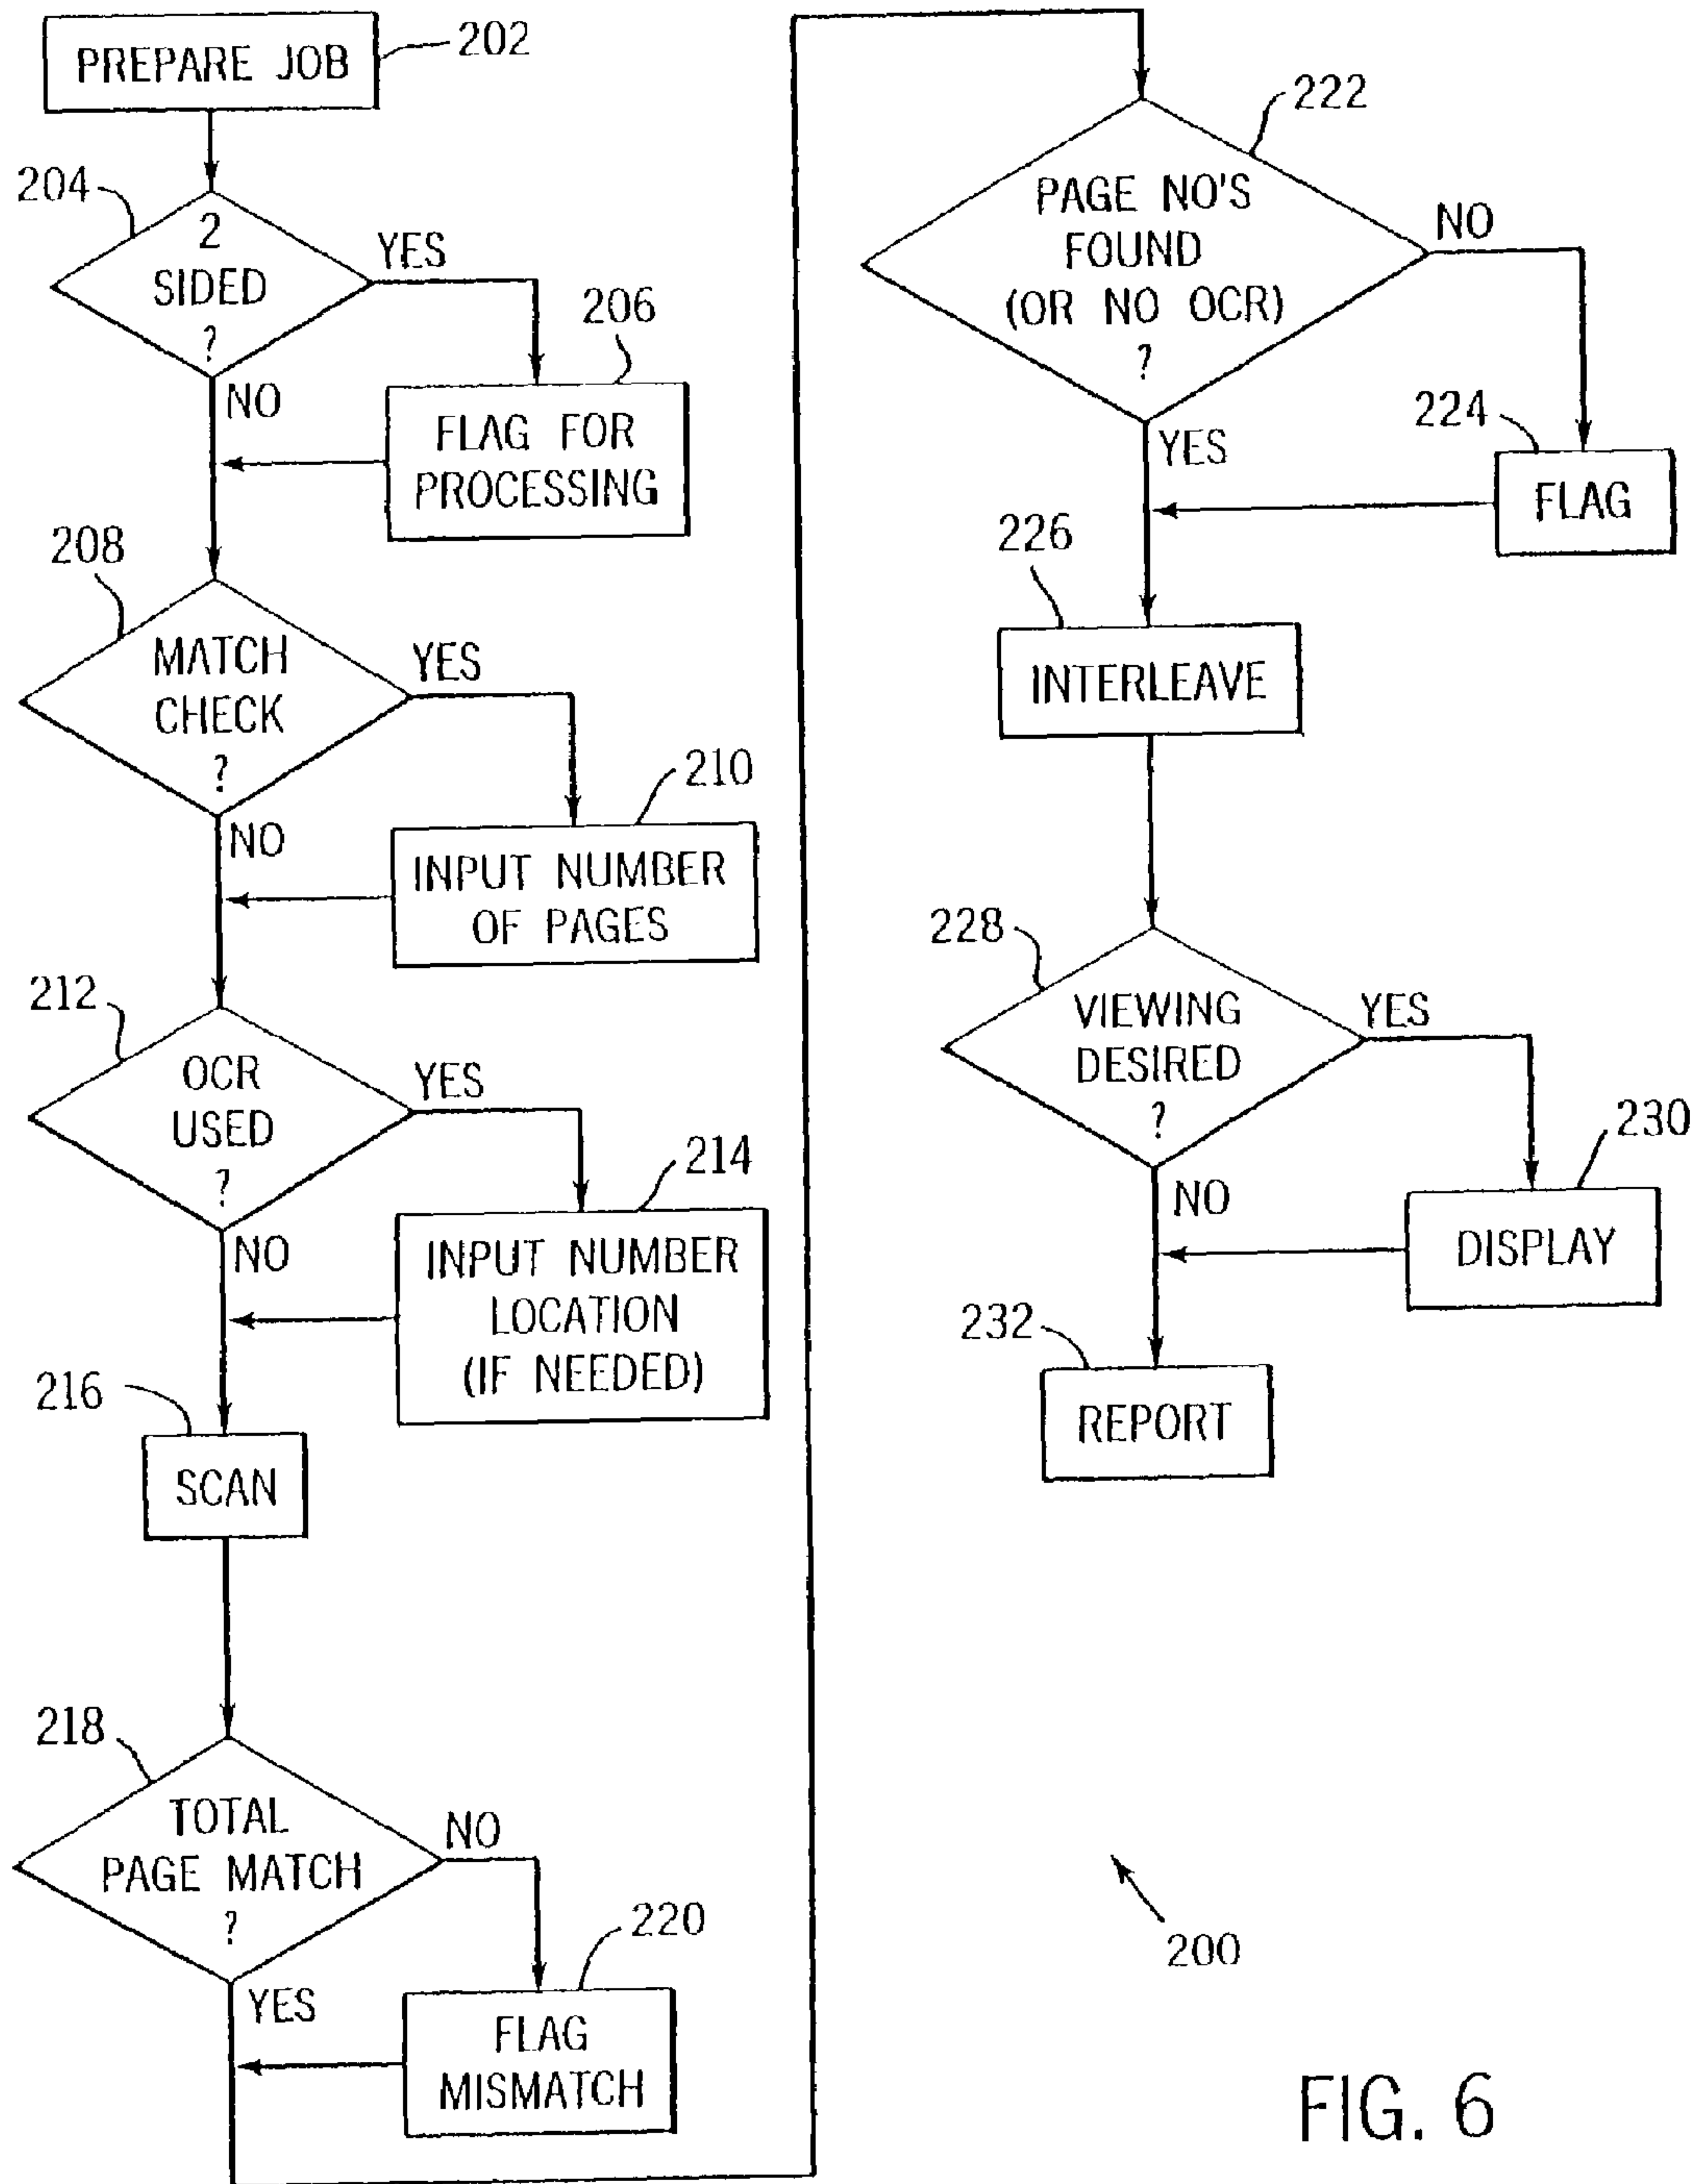 PREPARE JOB
202
204
2
SIDED
?
YES
NO
206
FLAG FOR
PROCESSING
208
MATCH
CHECK
?
YES
NO
210
INPUT NUMBER
OF PAGES
212
OCR
USED
?
YES
NO
214
INPUT NUMBER
LOCATION
(IF NEEDED)
216
SCAN
218
TOTAL
PAGE MATCH
?
NO
YES
220
FLAG
MISMATCH
222
PAGE NO'S
FOUND
(OR NO OCR)
?
NO
YES
224
FLAG
226
INTERLEAVE
228
VIEWING
DESIRED
?
YES
NO
230
DISPLAY
232
REPORT
200
FIG. 6